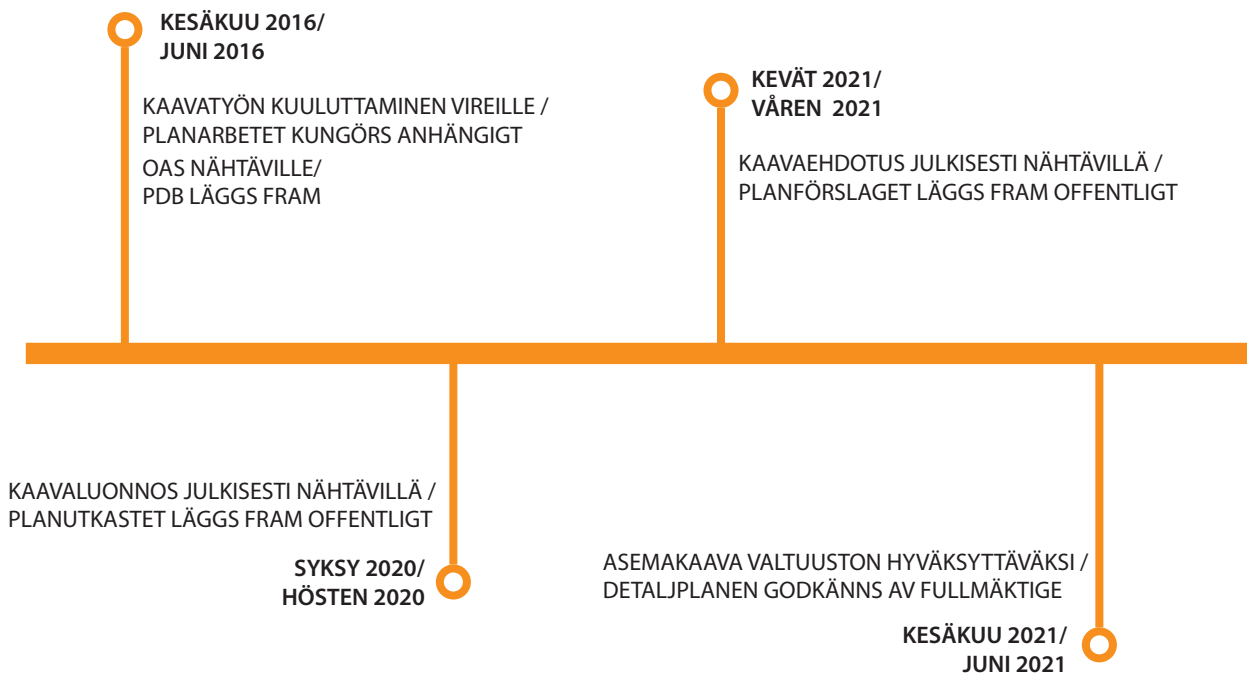 KESÄKUU 2016/
JUNI 2016
KAAVATYÖN KUULUTTAMINEN VIREILLE /
PLANARBETET KUNGÖRS ANHÄNGIGT
OAS NÄHTÄVILLE/
PDB LÄGGS FRAM
KEVÄT 2021/
VÅREN 2021
KAAVAEHDOTUS JULKISESTI NÄHTÄVILLÄ /
PLANFÖRSLAGET LÄGGS FRAM OFFENTLIGT
KAAVALUONNOS JULKISESTI NÄHTÄVILLÄ /
PLANUTKASTET LÄGGS FRAM OFFENTLIGT
SYKSY 2020/
HÖSTEN 2020
ASEMAKAAVA VALTUUSTON HYVÄKSYTTÄVÄKSI /
DETALJPLANEN GODKÄNNS AV FULLMÄKTIGE
KESÄKUU 2021/
JUNI 2021